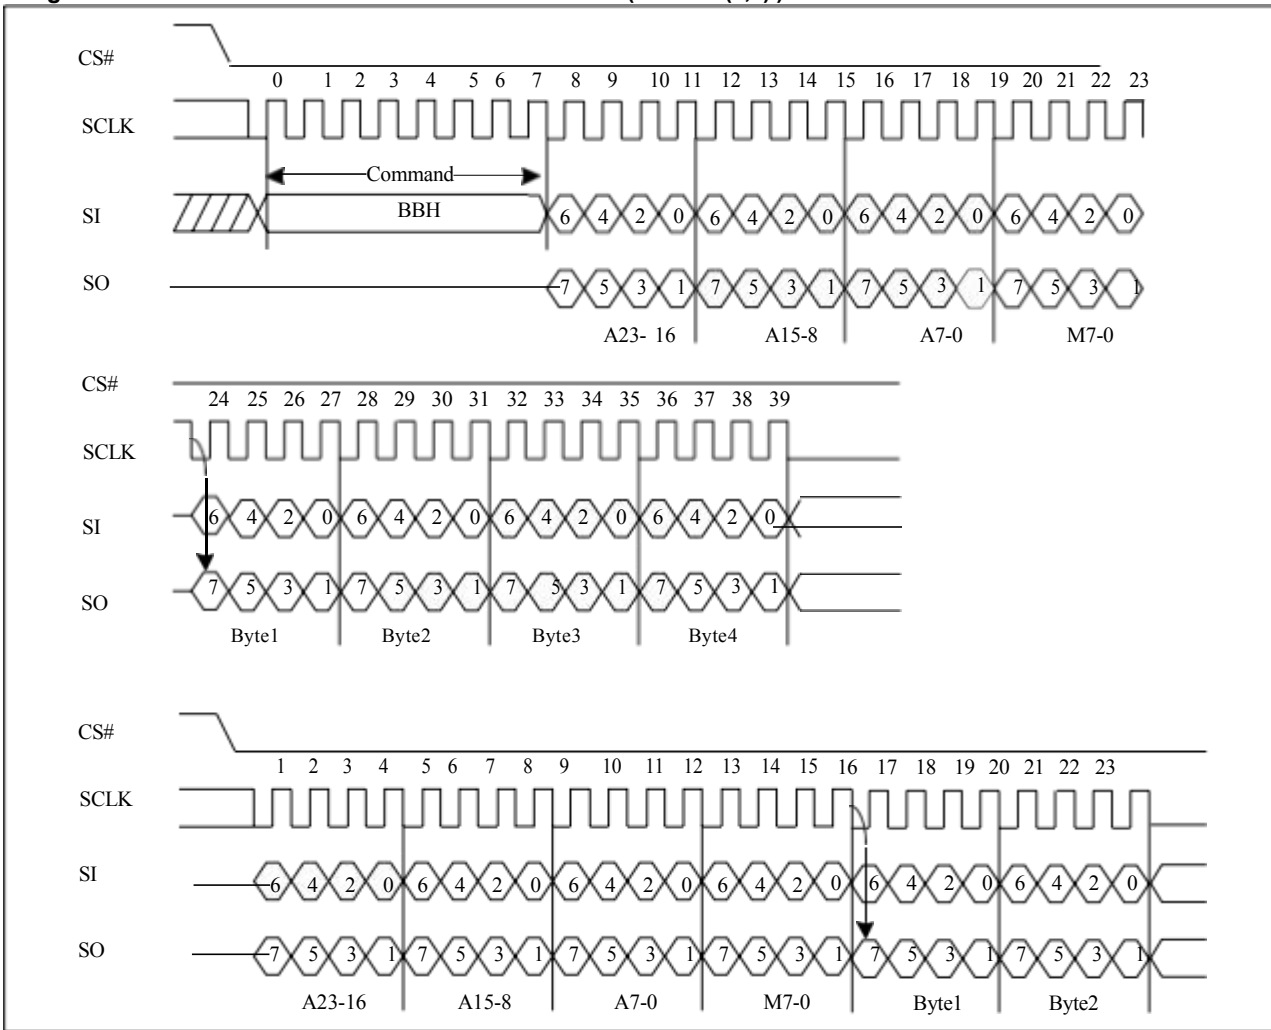 CS#
0 1 2 3 4 5 6 7 8 9 10 11 12 13 14 15 16 17 18 19 20 21 22 23
SCLK
Command
SI BBH 6 4 2 0 6 4 2 0 6 4 2 0 6 4 2 0
SO 7 5 3 1 7 5 3 1 7 5 3 1 7 5 3 1
A23- 16 A15-8 A7-0 M7-0
CS#
24 25 26 27 28 29 30 31 32 33 34 35 36 37 38 39
SCLK
SI 6 4 2 0 6 4 2 0 6 4 2 0 6 4 2 0
SO 7 5 3 1 7 5 3 1 7 5 3 1 7 5 3 1
Byte1 Byte2 Byte3 Byte4
CS#
1 2 3 4 5 6 7 8 9 10 11 12 13 14 15 16 17 18 19 20 21 22 23
SCLK
SI 6 4 2 0 6 4 2 0 6 4 2 0 6 4 2 0 6 4 2 0 6 4 2 0
SO 7 5 3 1 7 5 3 1 7 5 3 1 7 5 3 1 7 5 3 1 7 5 3 1
A23-16 A15-8 A7-0 M7-0 Byte1 Byte2